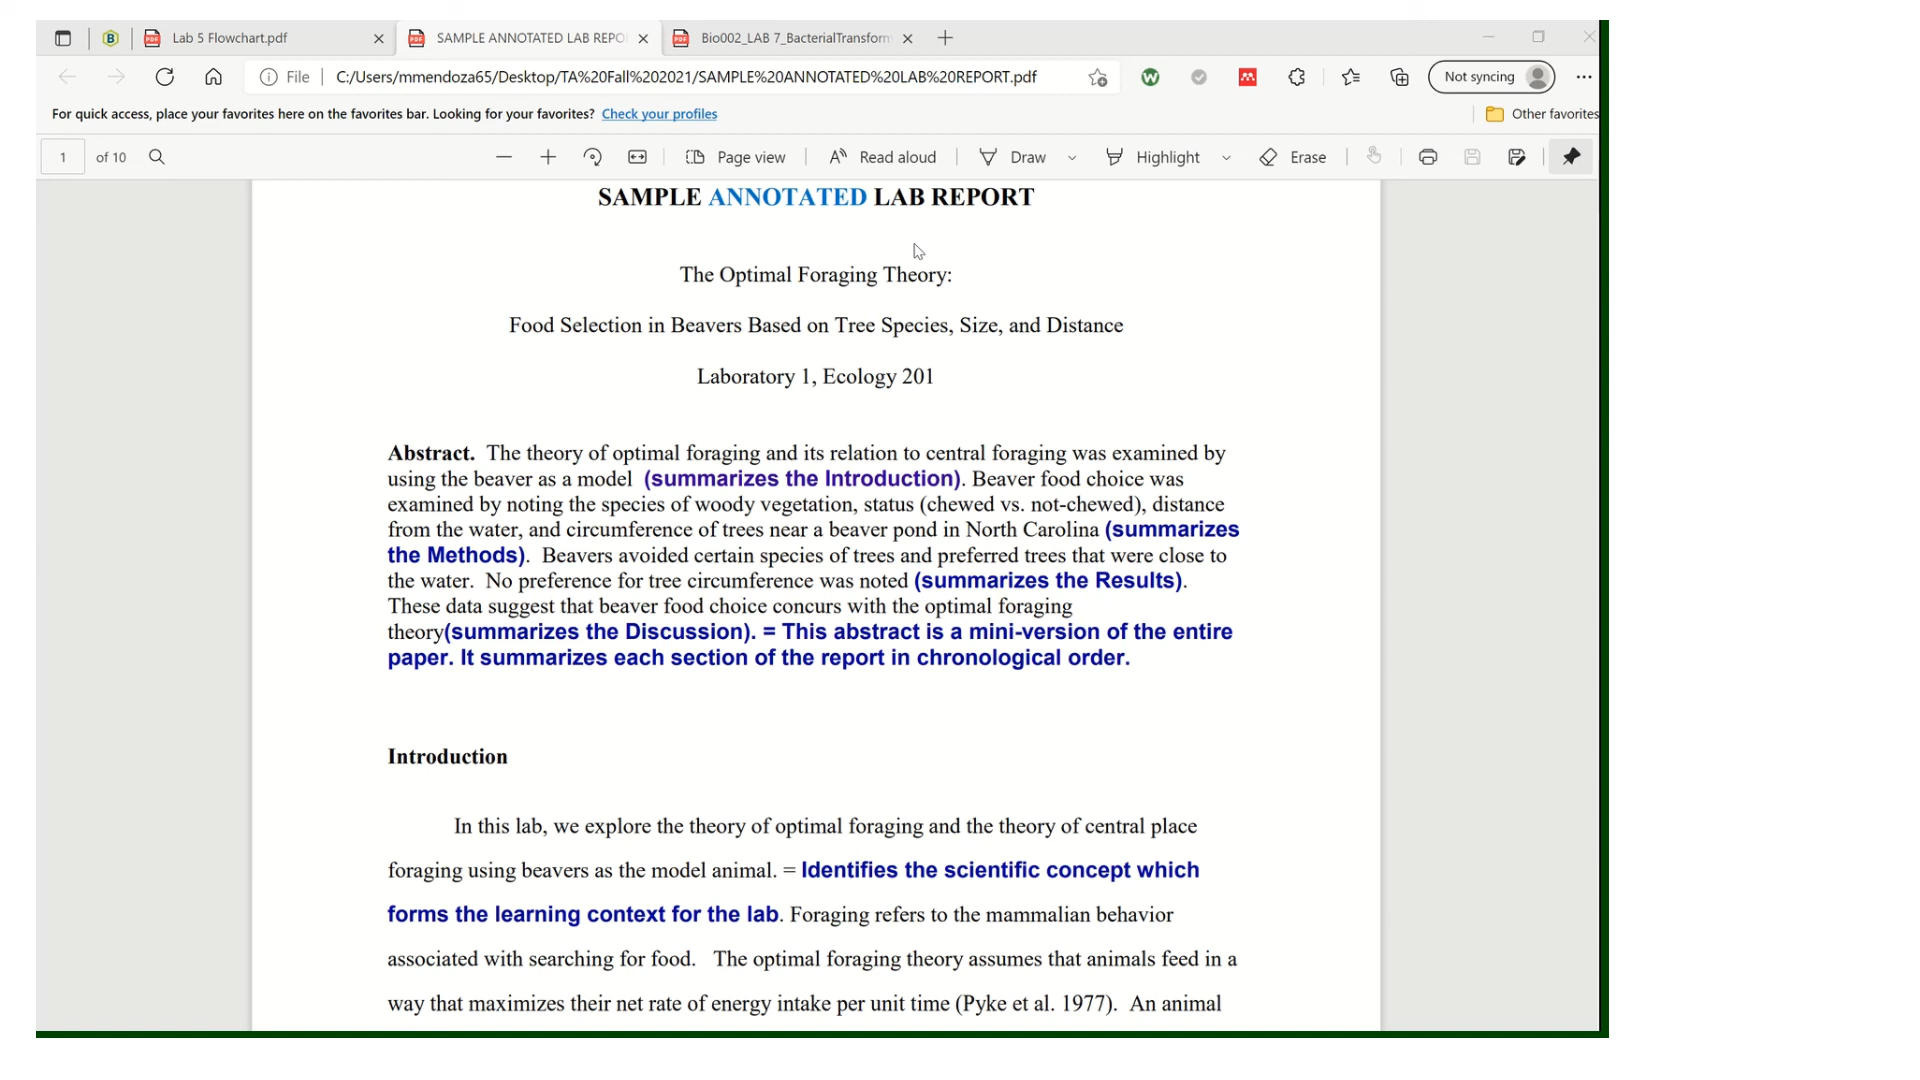 Lab 5 Flowchart.pdf
SAMPLE ANNOTATED LAB REPO
Bio002_LAB 7_BacterialTransform
File
C:/Users/mmendoza65/Desktop/TA%20Fall%202021/SAMPLE%20ANNOTATED%20LAB%20REPORT.pdf
Not syncing
For quick access, place your favorites here on the favorites bar. Looking for your favorites? Check your profiles
Other favorites
1 of 10
Page view
Read aloud
Draw
Highlight
Erase
SAMPLE ANNOTATED LAB REPORT
The Optimal Foraging Theory:
Food Selection in Beavers Based on Tree Species, Size, and Distance
Laboratory 1, Ecology 201
Abstract. The theory of optimal foraging and its relation to central foraging was examined by
using the beaver as a model (summarizes the Introduction). Beaver food choice was
examined by noting the species of woody vegetation, status (chewed vs. not-chewed), distance
from the water, and circumference of trees near a beaver pond in North Carolina (summarizes
the Methods). Beavers avoided certain species of trees and preferred trees that were close to
the water. No preference for tree circumference was noted (summarizes the Results).
These data suggest that beaver food choice concurs with the optimal foraging
theory(summarizes the Discussion). = This abstract is a mini-version of the entire
paper. It summarizes each section of the report in chronological order.
Introduction
In this lab, we explore the theory of optimal foraging and the theory of central place
foraging using beavers as the model animal. = Identifies the scientific concept which
forms the learning context for the lab. Foraging refers to the mammalian behavior
associated with searching for food. The optimal foraging theory assumes that animals feed in a
way that maximizes their net rate of energy intake per unit time (Pyke et al. 1977). An animal